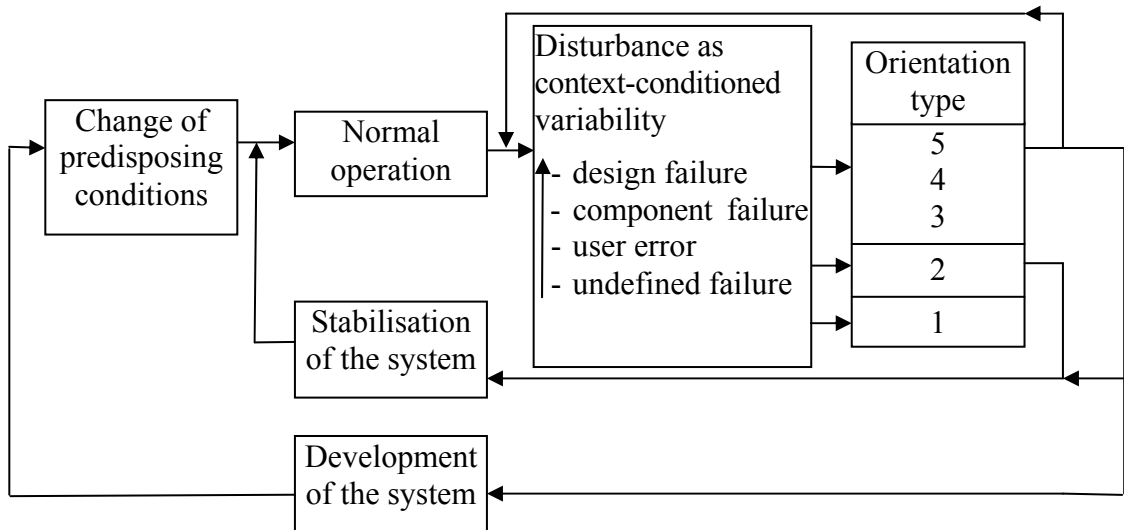 Change of
predisposing
conditions
Normal
operation
Disturbance as
context-conditioned
variability
- design failure
- component failure
- user error
- undefined failure
Orientation
type
5
4
3
2
1
Stabilisation
of the system
Development
of the system